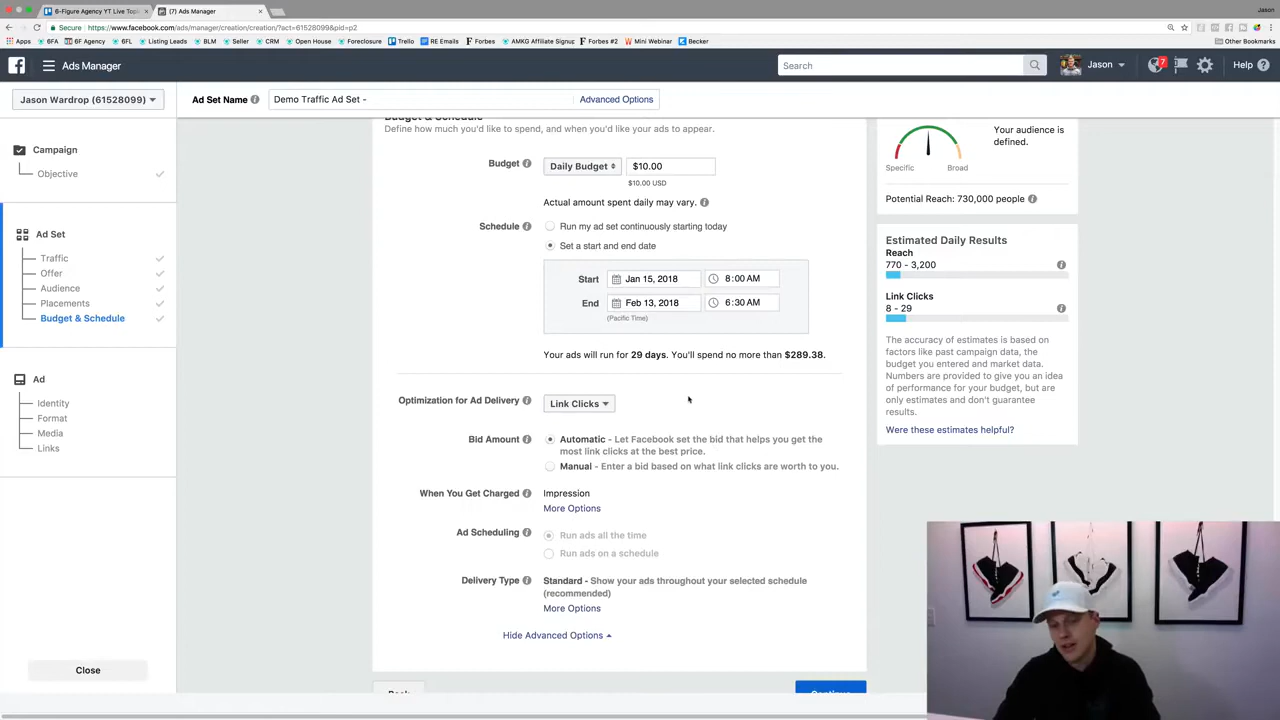 6-Figure Agency YT Live Topi
(7) Ads Manager
Jason
Secure
https://www.facebook.com/ads/manager/creation/creation/?act=61528099&pid=p2
Apps
6FA
6F Agency
6FL
Listing Leads
BLM
Seller
CRM
Open House
Foreclosure
Trello
RE Emails
Forbes
AMKG Affiliate Signup
Forbes #2
Mini Webinar
Becker
Other Bookmarks
Ads Manager
Search
Jason
7
Help
Jason Wardrop (61528099)
Ad Set Name
Demo Traffic Ad Set -
Advanced Options
Campaign
Objective
Ad Set
Traffic
Offer
Audience
Placements
Budget & Schedule
Ad
Identity
Format
Media
Links
Close
Budget & Schedule
Define how much you'd like to spend, and when you'd like your ads to appear.
Budget
Daily Budget
$10.00
$10.00 USD
Actual amount spent daily may vary.
Schedule
Run my ad set continuously starting today
Set a start and end date
Start
Jan 15, 2018
8:00 AM
End
Feb 13, 2018
6:30 AM
(Pacific Time)
Your ads will run for 29 days. You'll spend no more than $289.38.
Optimization for Ad Delivery
Link Clicks
Bid Amount
Automatic - Let Facebook set the bid that helps you get the
most link clicks at the best price.
Manual - Enter a bid based on what link clicks are worth to you.
When You Get Charged
Impression
More Options
Ad Scheduling
Run ads all the time
Run ads on a schedule
Delivery Type
Standard - Show your ads throughout your selected schedule
(recommended)
More Options
Hide Advanced Options
Back
Continue
Specific
Broad
Your audience is
defined.
Potential Reach: 730,000 people
Estimated Daily Results
Reach
770 - 3,200
Link Clicks
8 - 29
The accuracy of estimates is based on
factors like past campaign data, the
budget you entered and market data.
Numbers are provided to give you an idea
of performance for your budget, but are
only estimates and don't guarantee
results.
Were these estimates helpful?